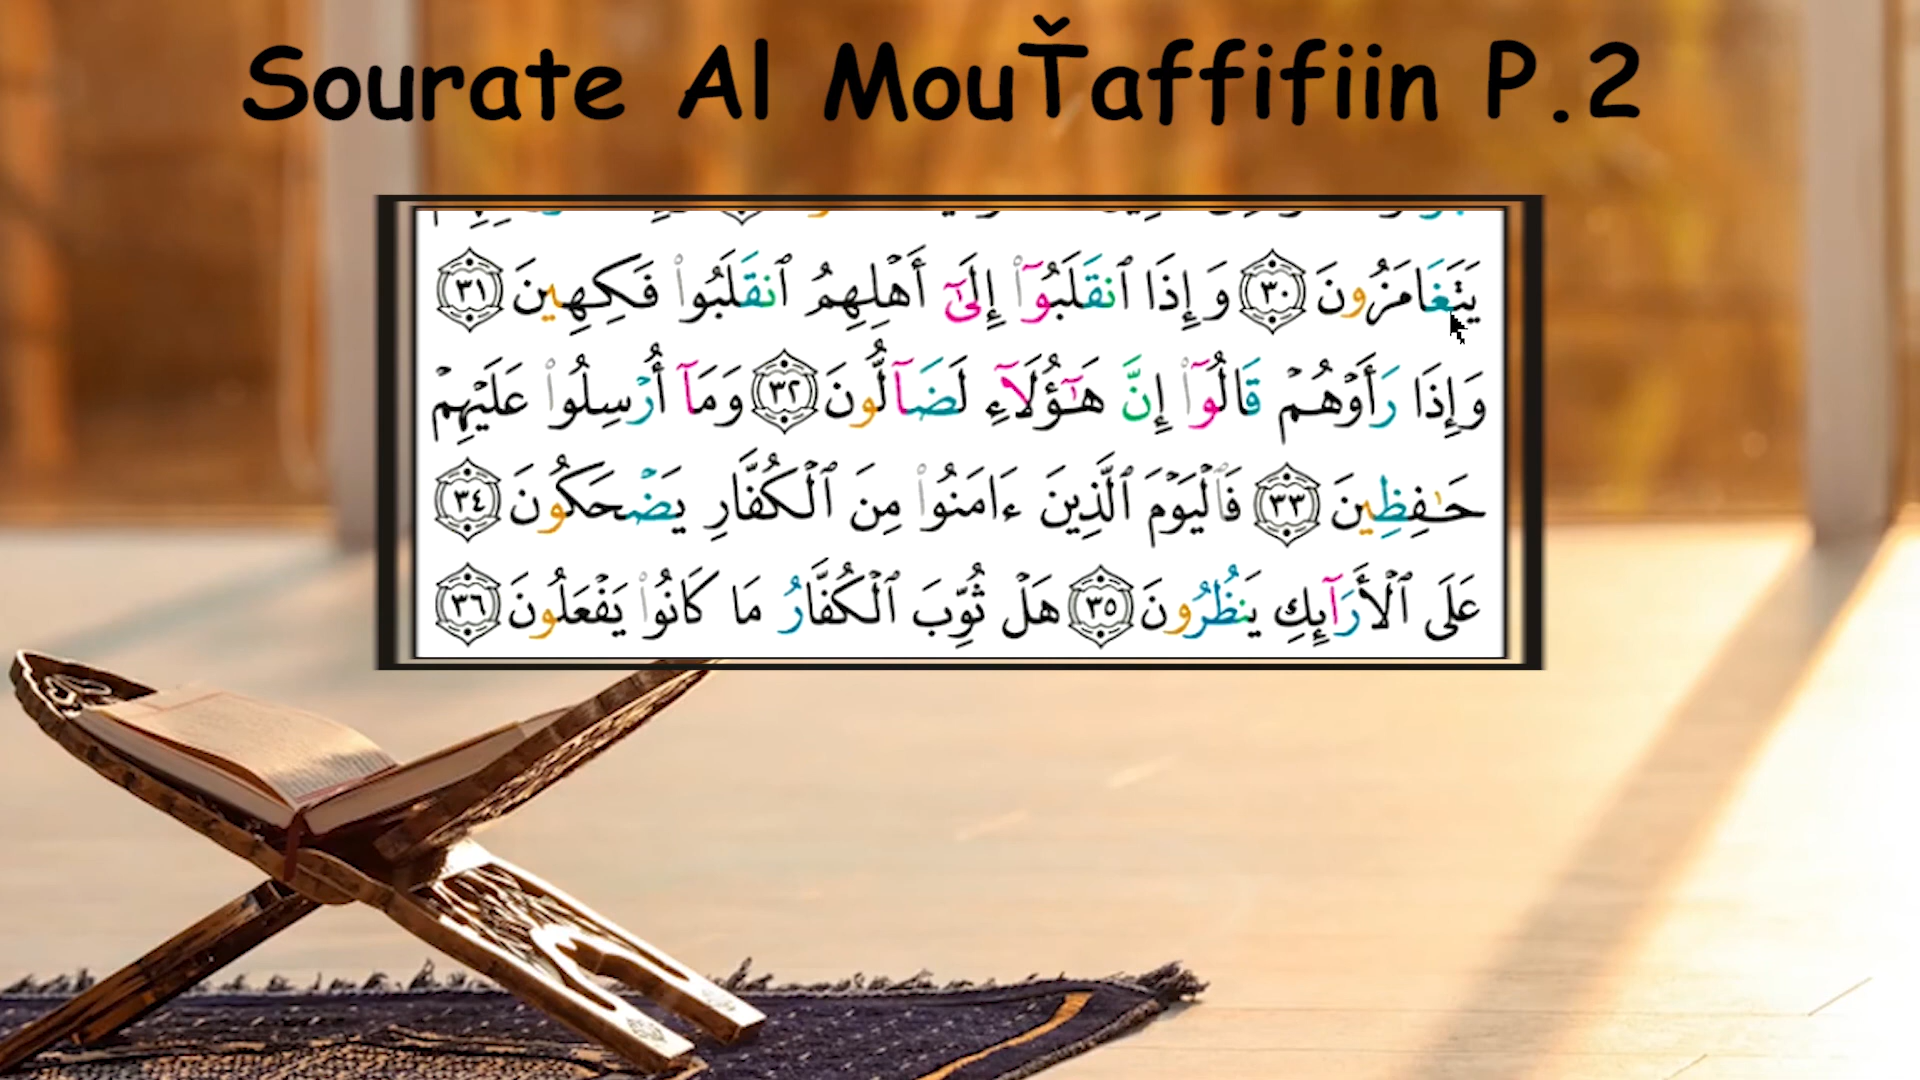 Sourate Al MouŤaffifiin P.2
يَتَغَامَزُونَ ٣٠ وَإِذَا ٱنقَلَبُوٓا۟ إِلَىٰٓ أَهْلِهِمُ ٱنقَلَبُوا۟ فَكِهِينَ ٣١
وَإِذَا رَأَوْهُمْ قَالُوٓا۟ إِنَّ هَـٰٓؤُلَآءِ لَضَآلُّونَ ٣٢ وَمَآ أُرْسِلُوا۟ عَلَيْهِمْ
حَـٰفِظِينَ ٣٣ فَٱلْيَوْمَ ٱلَّذِينَ ءَامَنُوا۟ مِنَ ٱلْكُفَّارِ يَضْحَكُونَ ٣٤
عَلَى ٱلْأَرَآئِكِ يَنظُرُونَ ٣٥ هَلْ ثُوِّبَ ٱلْكُفَّارُ مَا كَانُوا۟ يَفْعَلُونَ ٣٦